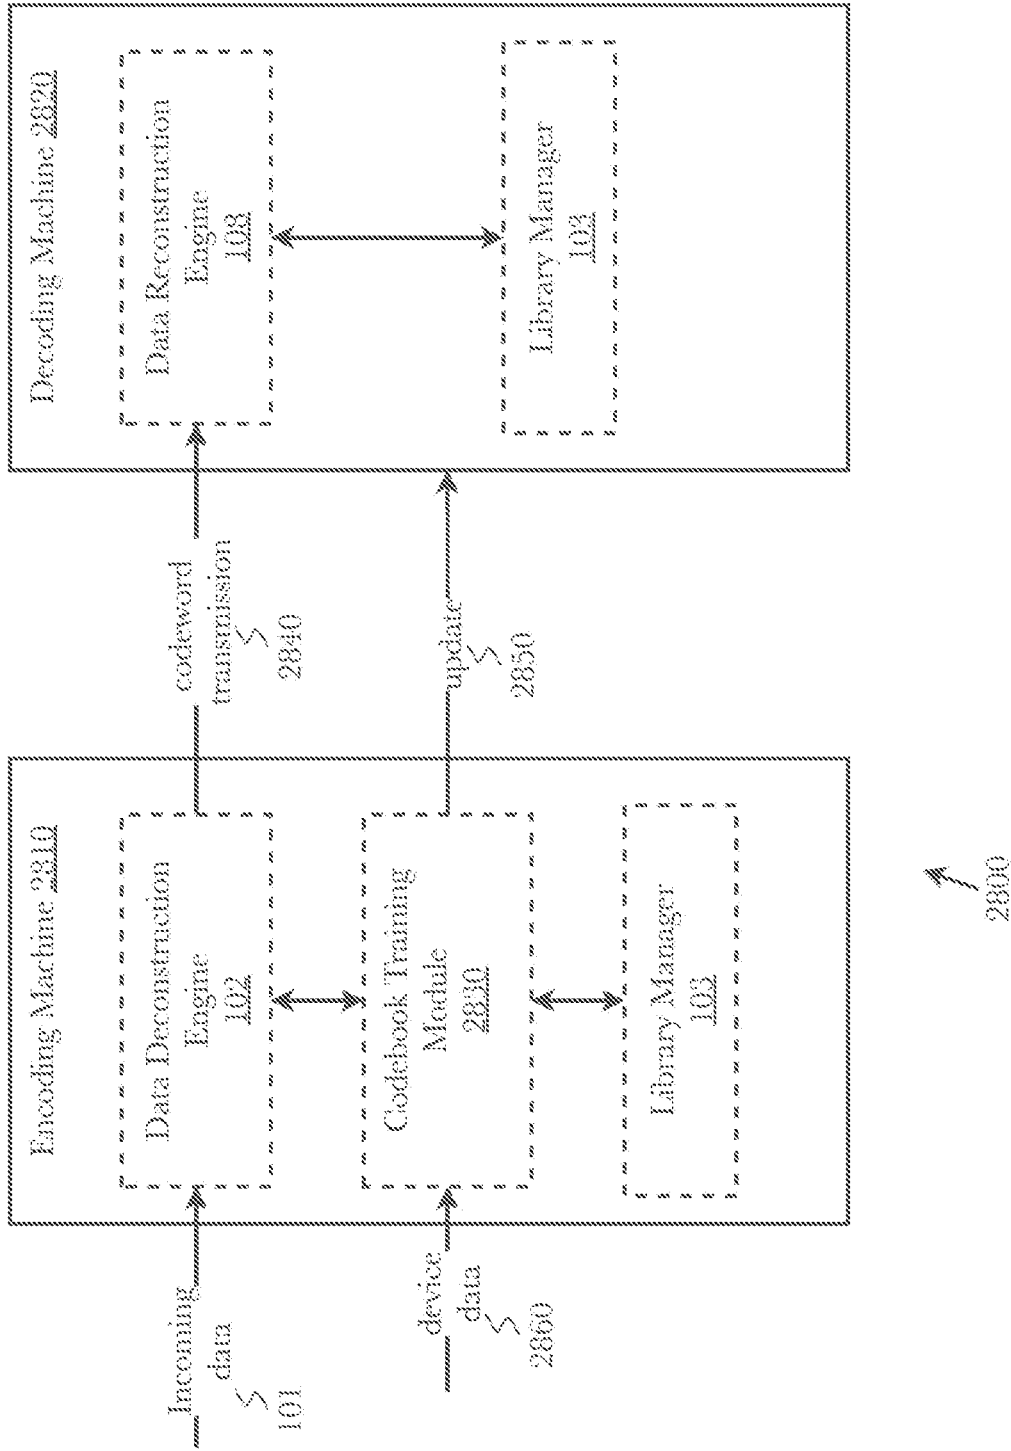 Incoming
data
101
device
data
2860
Encoding Machine 2810
Data Deconstruction
Engine
102
Codebook Training
Module
2830
Library Manager
103
codeword
transmission
2840
update
2850
Decoding Machine 2820
Data Reconstruction
Engine
108
Library Manager
103
2800